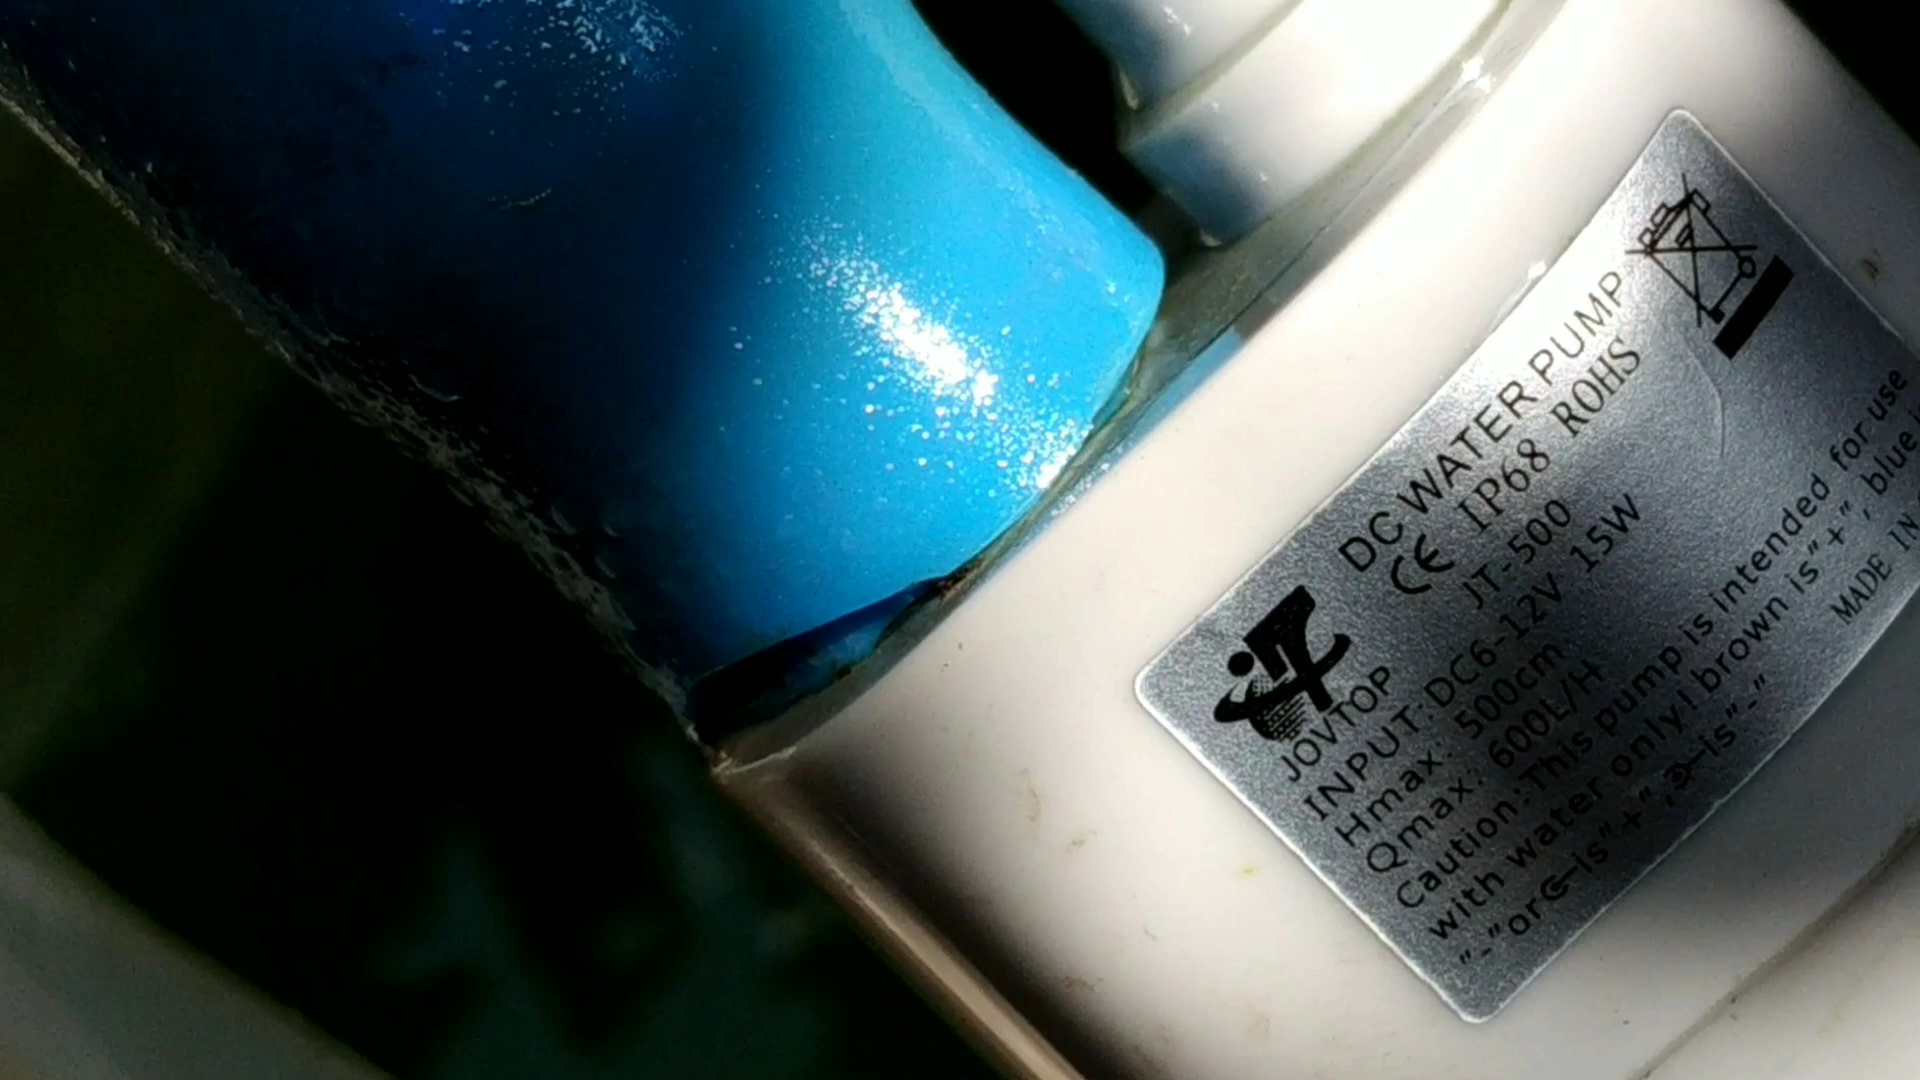 DC WATER PUMP
CE IP68 ROHS
JT-500
JOVTOP
INPUT: DC6-12V 15W
Hmax: 500cm
Qmax: 600L/H
Caution: This pump is intended for use
with water only! brown is"+", blue
"-"or is"+", is"-"
MADE IN